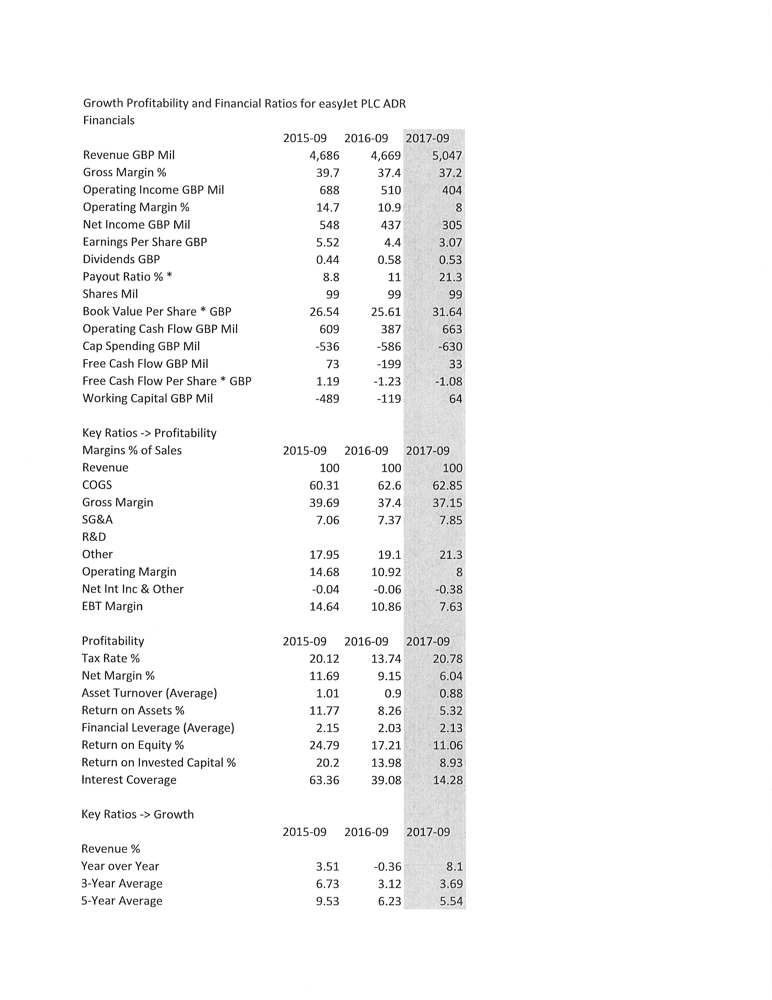 Growth Profitability and Financial Ratios for easyJet PLC ADR
Financials
2015-09 2016-09 2017-09
Revenue GBP Mil 4,686 4,669 5,047
Gross Margin % 39.7 37.4 37.2
Operating Income GBP Mil 688 510 404
Operating Margin % 14.7 10.9 8
Net Income GBP Mil 548 437 305
Earnings Per Share GBP 5.52 4.4 3.07
Dividends GBP 0.44 0.58 0.53
Payout Ratio % * 8.8 11 21.3
Shares Mil 99 99 99
Book Value Per Share * GBP 26.54 25.61 31.64
Operating Cash Flow GBP Mil 609 387 663
Cap Spending GBP Mil -536 -586 -630
Free Cash Flow GBP Mil 73 -199 33
Free Cash Flow Per Share * GBP 1.19 -1.23 -1.08
Working Capital GBP Mil -489 -119 64
Key Ratios -> Profitability
Margins % of Sales 2015-09 2016-09 2017-09
Revenue 100 100 100
COGS 60.31 62.6 62.85
Gross Margin 39.69 37.4 37.15
SG&A 7.06 7.37 7.85
R&D
Other 17.95 19.1 21.3
Operating Margin 14.68 10.92 8
Net Int Inc & Other -0.04 -0.06 -0.38
EBT Margin 14.64 10.86 7.63
Profitability 2015-09 2016-09 2017-09
Tax Rate % 20.12 13.74 20.78
Net Margin % 11.69 9.15 6.04
Asset Turnover (Average) 1.01 0.9 0.88
Return on Assets % 11.77 8.26 5.32
Financial Leverage (Average) 2.15 2.03 2.13
Return on Equity % 24.79 17.21 11.06
Return on Invested Capital % 20.2 13.98 8.93
Interest Coverage 63.36 39.08 14.28
Key Ratios -> Growth
2015-09 2016-09 2017-09
Revenue %
Year over Year 3.51 -0.36 8.1
3-Year Average 6.73 3.12 3.69
5-Year Average 9.53 6.23 5.54